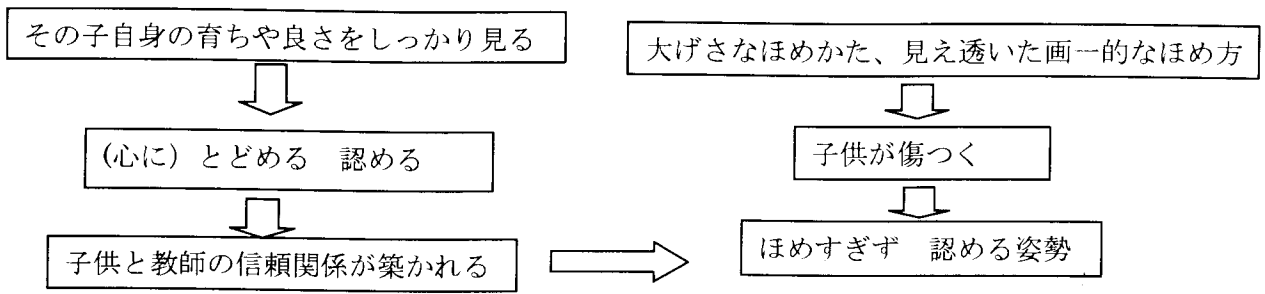 その子自身の育ちや良さをしっかり見る
(心に)とどめる　認める
子供と教師の信頼関係が築かれる
大げさなほめかた、見え透いた画一的なほめ方
子供が傷つく
ほめすぎず　認める姿勢